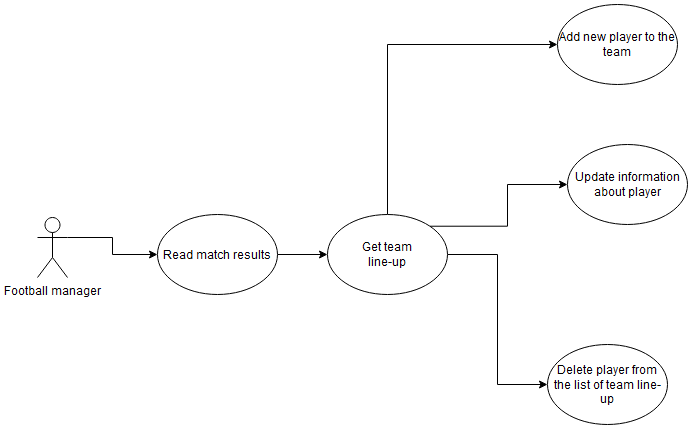 Add new player to the
team
Update information
about player
Read match results
Get team
line-up
Football manager
Delete player from
the list of team line-
up